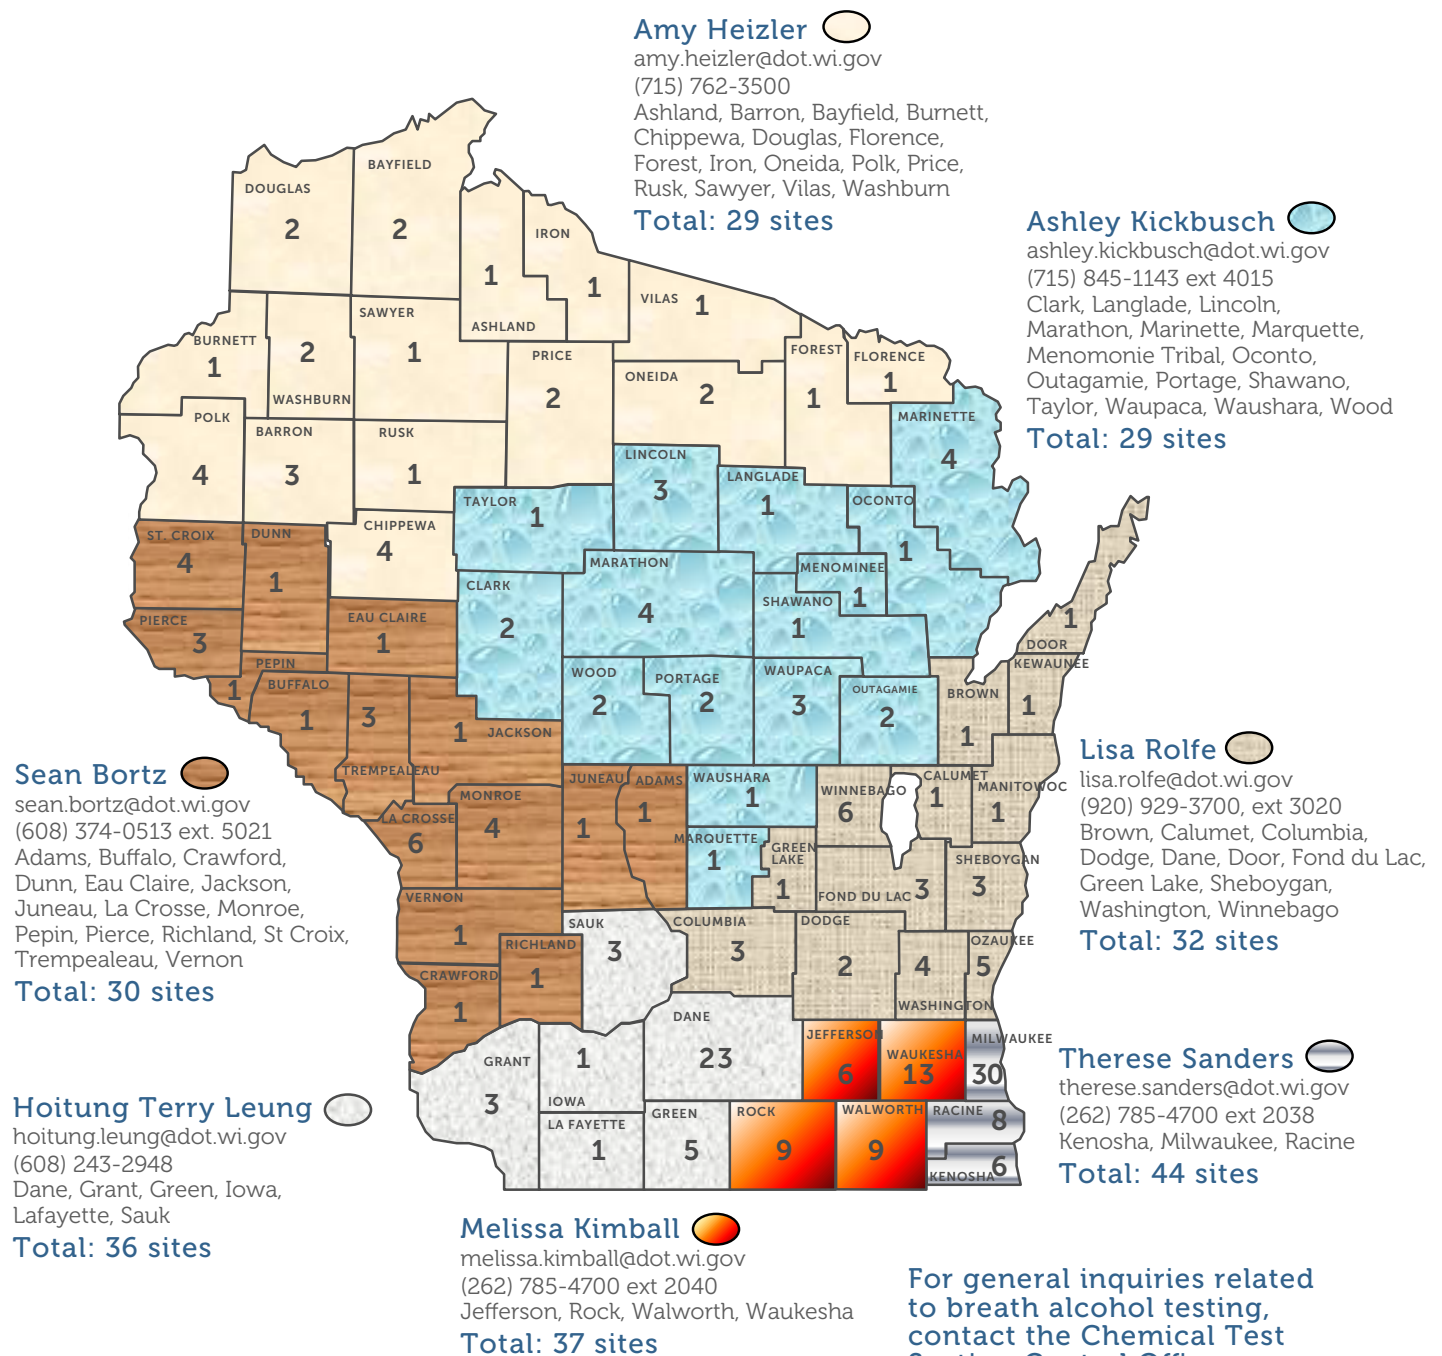 Amy Heizler
amy.heizler@dot.wi.gov
(715) 762-3500
Ashland, Barron, Bayfield, Burnett,
Chippewa, Douglas, Florence,
Forest, Iron, Oneida, Polk, Price,
Rusk, Sawyer, Vilas, Washburn
Total: 29 sites
Ashley Kickbusch
ashley.kickbusch@dot.wi.gov
(715) 845-1143 ext 4015
Clark, Langlade, Lincoln,
Marathon, Marinette, Marquette,
Menomonie Tribal, Oconto,
Outagamie, Portage, Shawano,
Taylor, Waupaca, Waushara, Wood
Total: 29 sites
DOUGLAS
2
BAYFIELD
2
ASHLAND
1
IRON
1
VILAS
1
BURNETT
1
WASHBURN
2
SAWYER
1
PRICE
2
ONEIDA
2
FOREST
1
FLORENCE
1
MARINETTE
4
POLK
4
BARRON
3
RUSK
1
LINCOLN
3
LANGLADE
1
OCONTO
1
TAYLOR
1
CHIPPEWA
4
ST. CROIX
4
DUNN
1
CLARK
2
MARATHON
4
MENOMINEE
1
SHAWANO
1
PIERCE
3
EAU CLAIRE
1
PEPIN
1
BUFFALO
1
TREMPEALEAU
3
JACKSON
1
WOOD
2
PORTAGE
2
WAUPACA
3
OUTAGAMIE
2
BROWN
1
DOOR
1
KEWAUNEE
1
LA CROSSE
6
MONROE
4
JUNEAU
1
ADAMS
1
WAUSHARA
1
WINNEBAGO
6
CALUMET
1
MANITOWOC
1
MARQUETTE
1
GREEN
LAKE
1
FOND DU LAC
3
SHEBOYGAN
3
VERNON
1
RICHLAND
1
SAUK
3
COLUMBIA
3
DODGE
2
WASHINGTON
4
OZAUKEE
5
CRAWFORD
1
GRANT
3
IOWA
1
DANE
23
JEFFERSON
6
WAUKESHA
13
MILWAUKEE
30
LA FAYETTE
1
GREEN
5
ROCK
9
WALWORTH
9
RACINE
8
KENOSHA
6
Sean Bortz
sean.bortz@dot.wi.gov
(608) 374-0513 ext. 5021
Adams, Buffalo, Crawford,
Dunn, Eau Claire, Jackson,
Juneau, La Crosse, Monroe,
Pepin, Pierce, Richland, St Croix,
Trempealeau, Vernon
Total: 30 sites
Lisa Rolfe
lisa.rolfe@dot.wi.gov
(920) 929-3700, ext 3020
Brown, Calumet, Columbia,
Dodge, Dane, Door, Fond du Lac,
Green Lake, Sheboygan,
Washington, Winnebago
Total: 32 sites
Therese Sanders
therese.sanders@dot.wi.gov
(262) 785-4700 ext 2038
Kenosha, Milwaukee, Racine
Total: 44 sites
Hoitung Terry Leung
hoitung.leung@dot.wi.gov
(608) 243-2948
Dane, Grant, Green, Iowa,
Lafayette, Sauk
Total: 36 sites
Melissa Kimball
melissa.kimball@dot.wi.gov
(262) 785-4700 ext 2040
Jefferson, Rock, Walworth, Waukesha
Total: 37 sites
For general inquiries related
to breath alcohol testing,
contact the Chemical Test